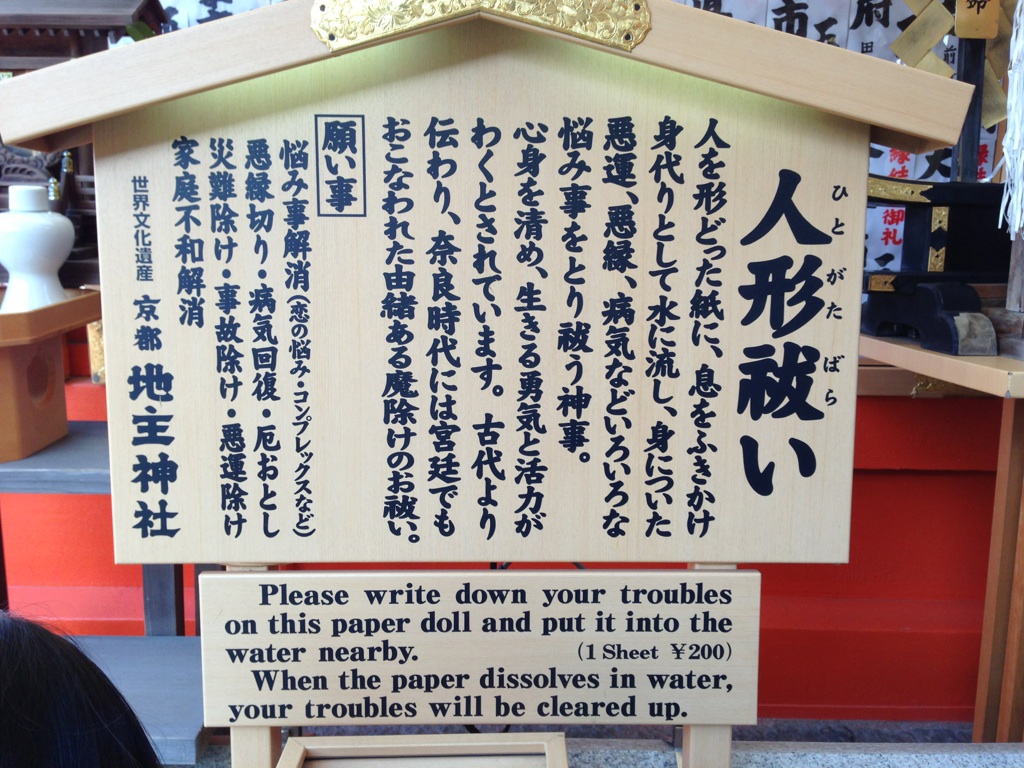 人形祓い
ひとがたばら
人を形どった紙に、息をふきかけ
身代りとして水に流し、身についた
悪運、悪縁、病気などいろいろな
悩み事をとり祓う神事。
心身を清め、生きる勇気と活力が
わくとされています。古代より
伝わり、奈良時代には宮廷でも
おこなわれた由緒ある魔除けのお祓い。
願い事
悩み事解消(恋の悩み・コンプレックスなど)
悪縁切り・病気回復・厄おとし
災難除け・事故除け・悪運除け
家庭不和解消
世界文化遺産 京都 地主神社
Please write down your troubles
on this paper doll and put it into the
water nearby. (1 Sheet ¥200)
When the paper dissolves in water,
your troubles will be cleared up.
市
府
御札